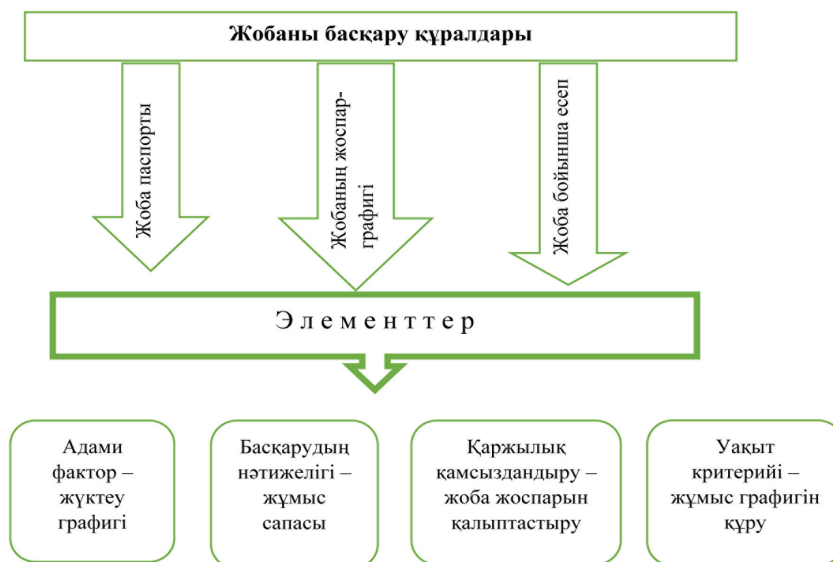 Жобаны басқару құралдары
Жоба паспорты
Жобаның жоспар-
графигі
Жоба бойынша есеп
Э л е м е н т т е р
Адами
фактор –
жүктеу
графигі
Басқарудың
нәтижелігі –
жұмыс
сапасы
Қаржылық
қамсыздандыру –
жоба жоспарын
қалыптастыру
Уақыт
критерийі –
жұмыс графигін
құру